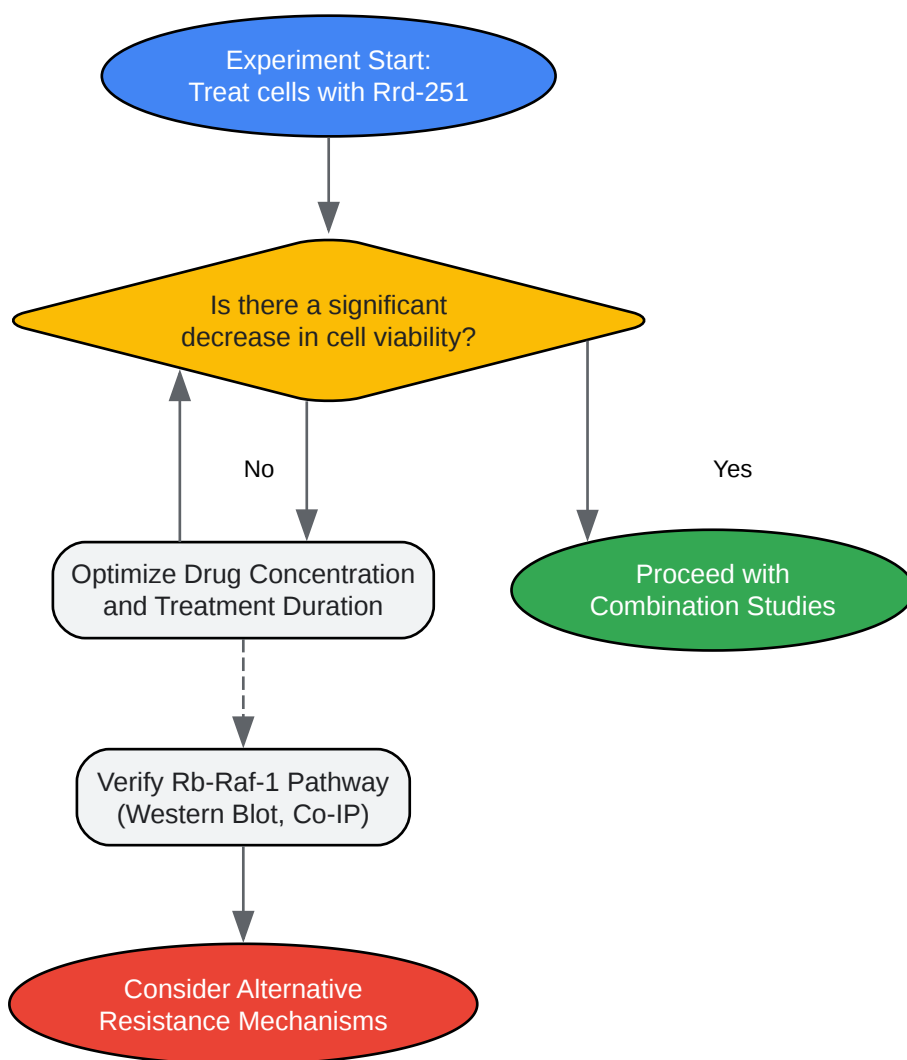 Experiment Start:
Treat cells with Rrd-251
Is there a significant
decrease in cell viability?
No
Yes
Optimize Drug Concentration
and Treatment Duration
Proceed with
Combination Studies
Verify Rb-Raf-1 Pathway
(Western Blot, Co-IP)
Consider Alternative
Resistance Mechanisms